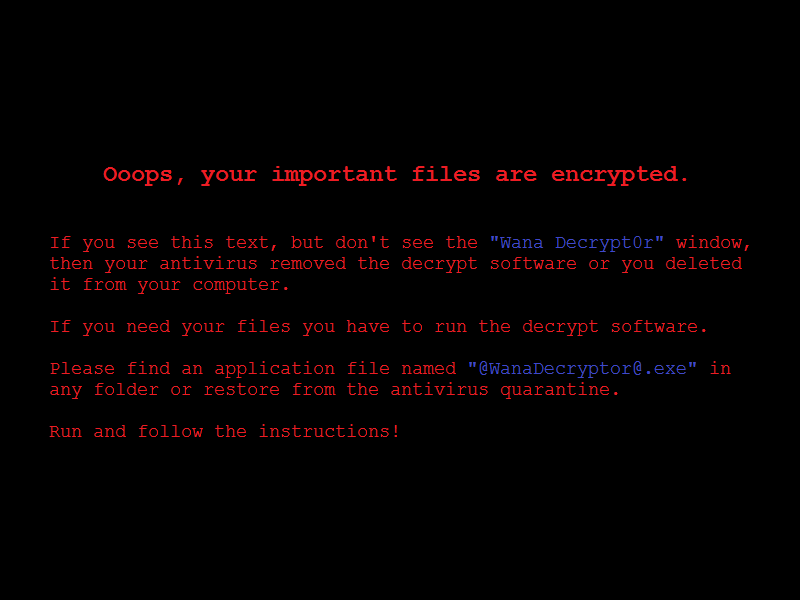 Ooops, your important files are encrypted.
If you see this text, but don't see the "Wana Decrypt0r" window,
then your antivirus removed the decrypt software or you deleted
it from your computer.
If you need your files you have to run the decrypt software.
Please find an application file named "@WanaDecryptor@.exe" in
any folder or restore from the antivirus quarantine.
Run and follow the instructions!